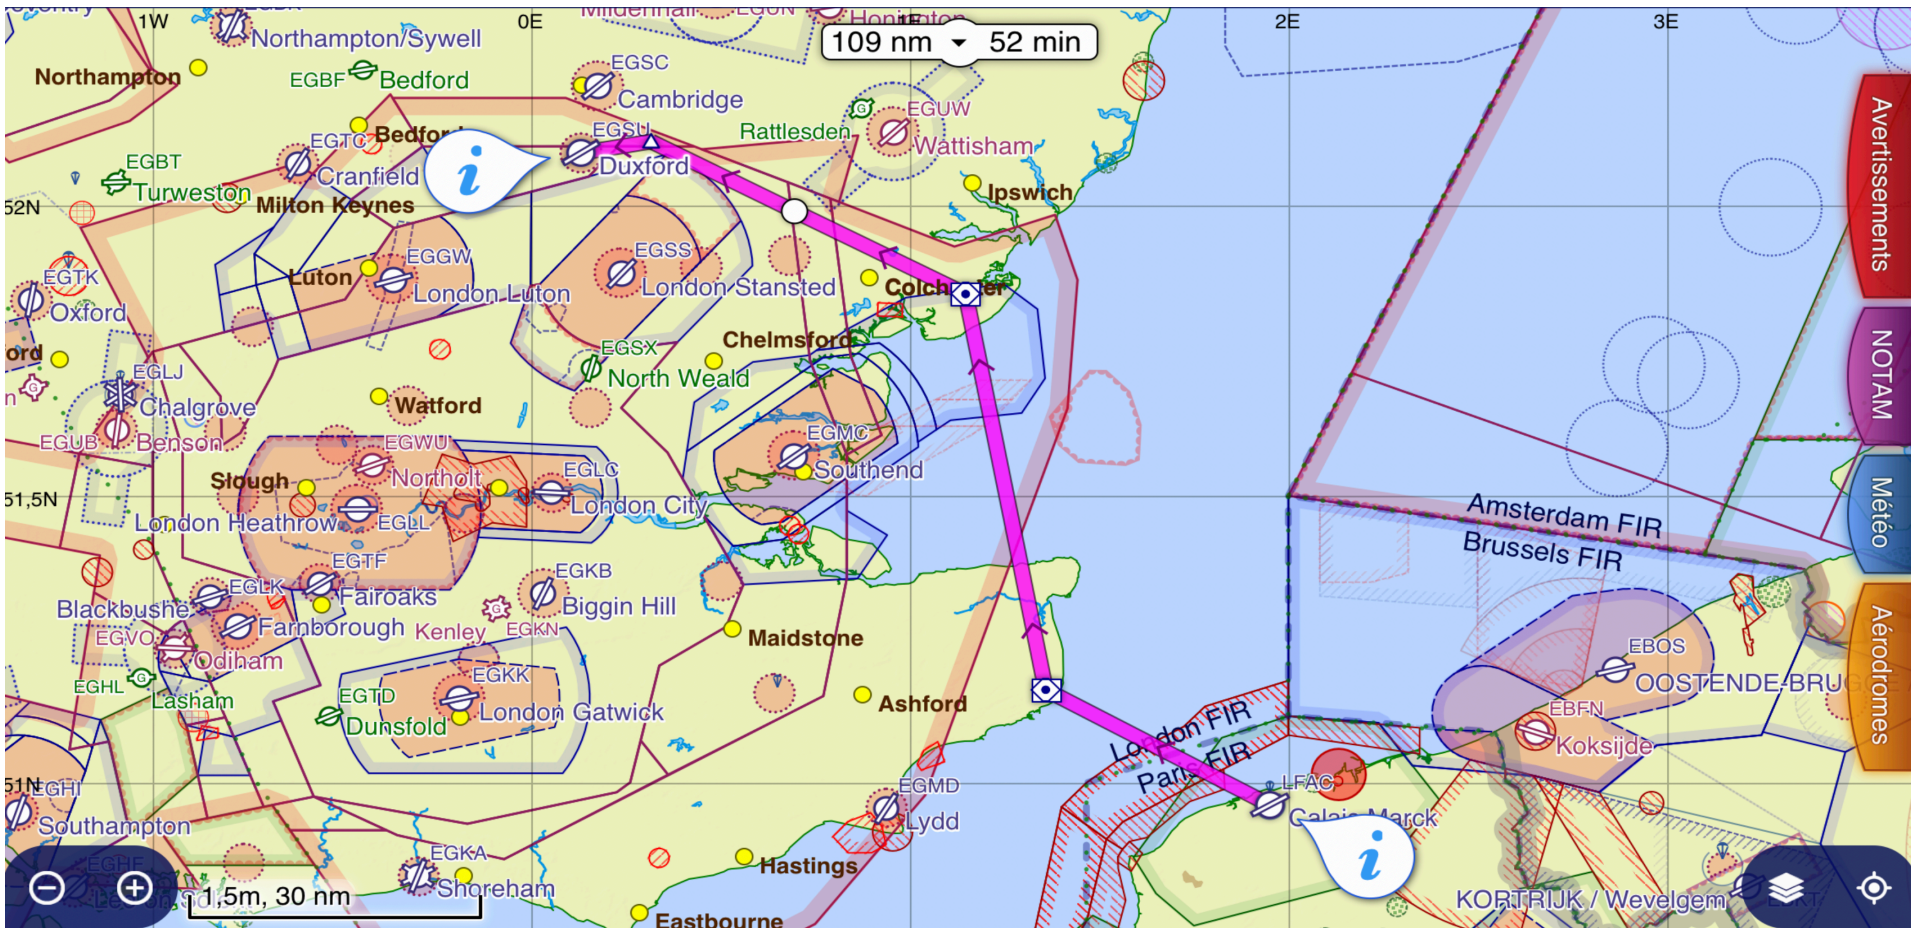 1W
0E
2E
3E
109 nm
52 min
Honington
EGUN
Northampton/Sywell
Northampton
EGBF
Bedford
EGSC
Cambridge
EGUW
Wattisham
Rattlesden
Bedford
EGTC
Cranfield
EGSU
Duxford
EGBT
Turweston
52N
Milton Keynes
Ipswich
EGTK
Oxford
Luton
EGGW
London Luton
EGSS
London Stansted
Chelmsford
EGSX
North Weald
EGLJ
Chalgrove
EGUB
Benson
Watford
EGWU
Northolt
Slough
EGMC
Southend
EGLC
London City
51,5N
London Heathrow
EGLL
EGTF
Fairoaks
EGLK
Blackbushe
Farnborough
EGKB
Biggin Hill
Kenley
EGKN
EGVO
Odiham
Maidstone
EGHL
Lasham
EGTD
Dunsfold
EGKK
London Gatwick
Ashford
Amsterdam FIR
Brussels FIR
London FIR
Paris FIR
EBOS
OOSTENDE-BRUGGE
EBFN
Koksijde
51N
EGHI
Southampton
EGMD
Lydd
LFAC
Calais Marck
EGKA
Shoreham
Hastings
Eastbourne
KORTRIJK / Wevelgem
1,5m, 30 nm
Avertissements
NOTAM
Météo
Aérodromes